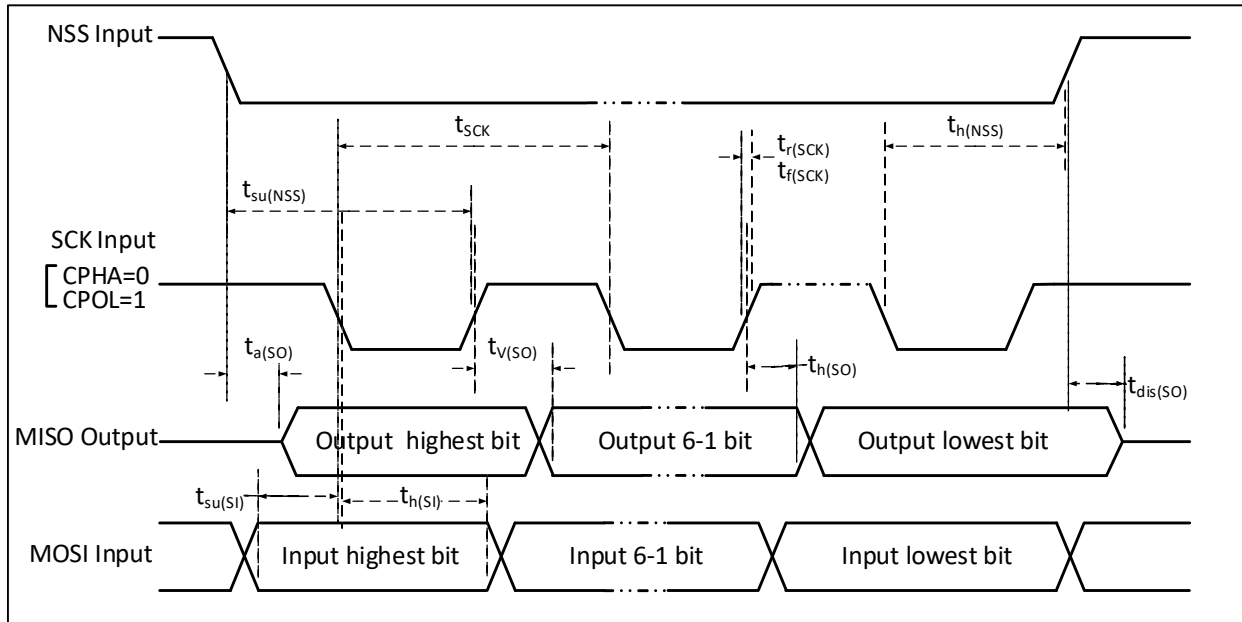 NSS Input
tSCK
tr(SCK)
tf(SCK)
th(NSS)
tsu(NSS)
SCK Input
CPHA=0
CPOL=1
ta(SO)
tV(SO)
th(SO)
tdis(SO)
MISO Output
Output highest bit
Output 6-1 bit
Output lowest bit
tsu(SI)
th(SI)
MOSI Input
Input highest bit
Input 6-1 bit
Input lowest bit